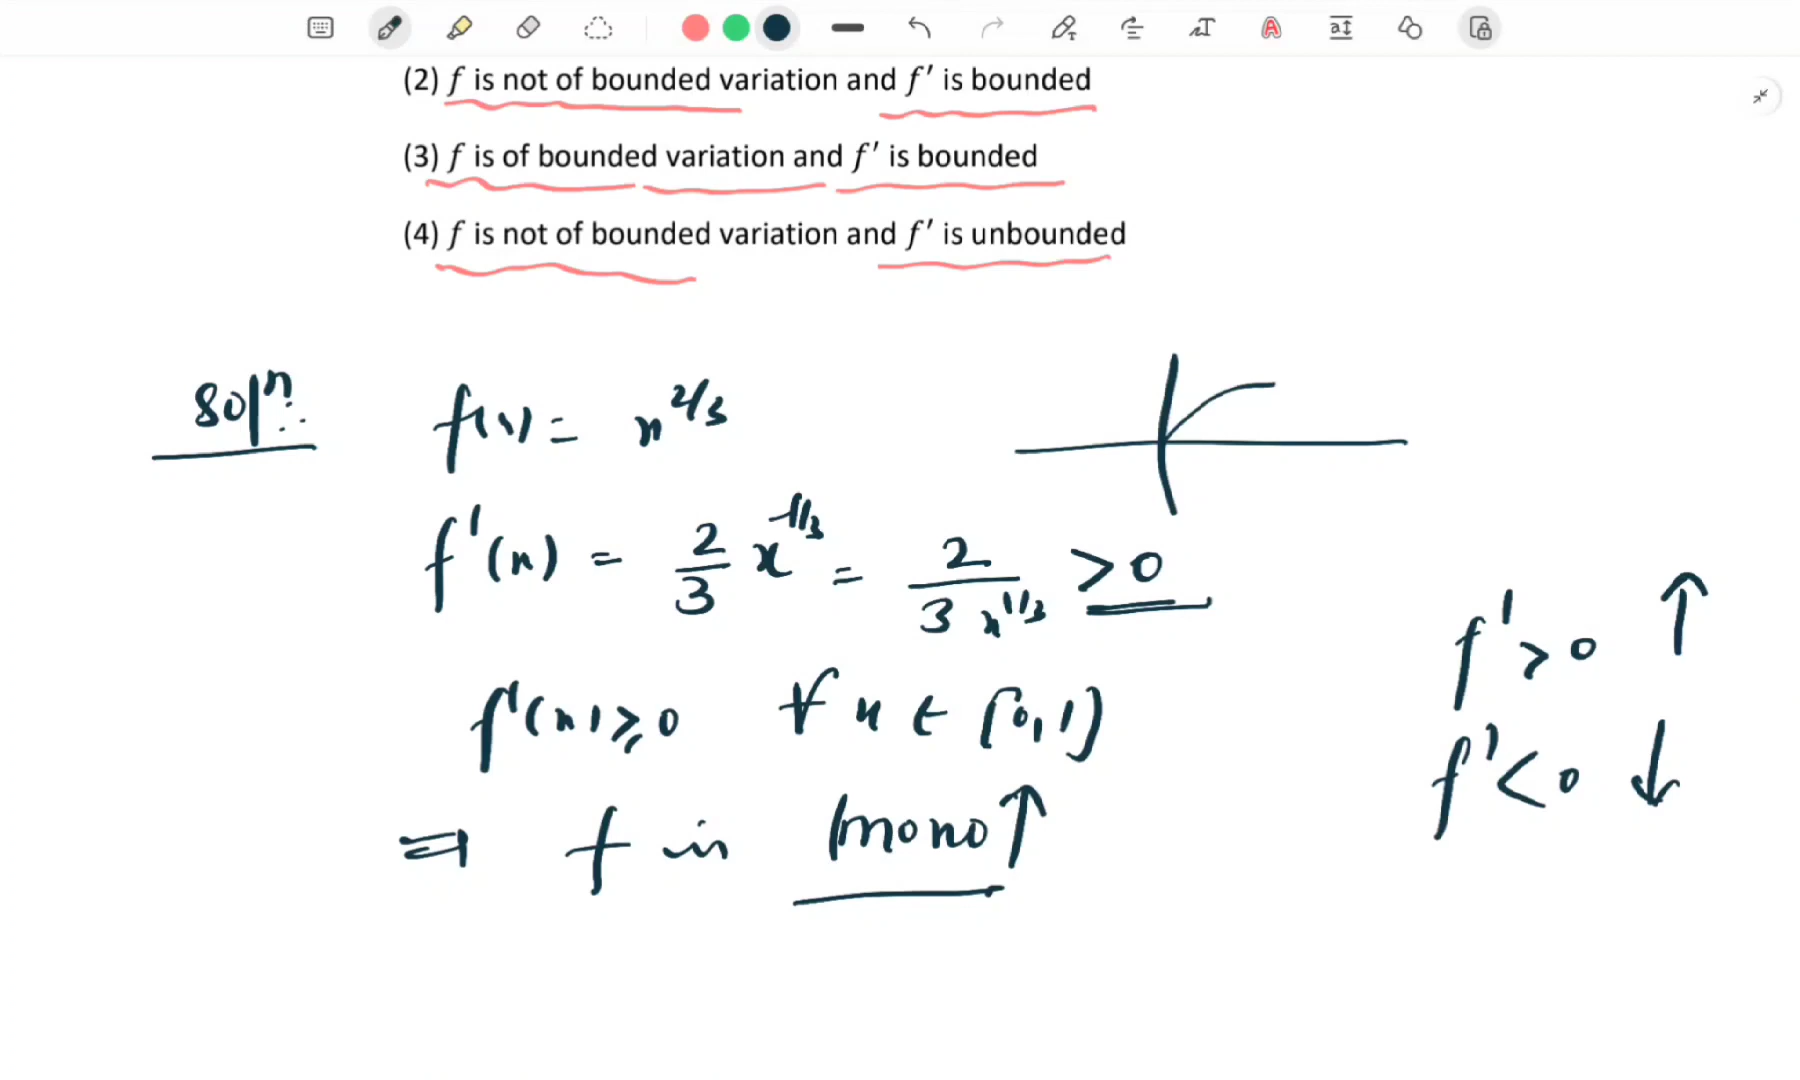 (2) f is not of bounded variation and f′ is bounded
(3) f is of bounded variation and f′ is bounded
(4) f is not of bounded variation and f′ is unbounded
Solⁿ:
f(x) = x^2/3
f'(x) = 2/3 x^-1/3 = 2/3x^1/3 > 0
f' > 0 ↑
f'(x) ≥ 0 ∀ x ∈ [0,1]
f' < 0 ↓
⇒ f is mono ↑